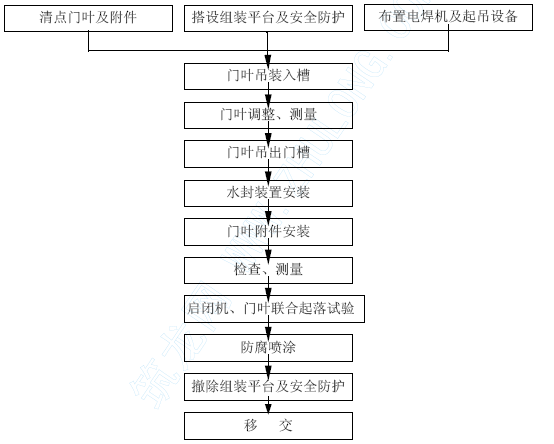 清点门叶及附件
搭设组装平台及安全防护
布置电焊机及起吊设备
门叶吊装入槽
门叶调整、测量
门叶吊出门槽
水封装置安装
门叶附件安装
检查、测量
启闭机、门叶联合起落试验
防腐喷涂
撤除组装平台及安全防护
移 交